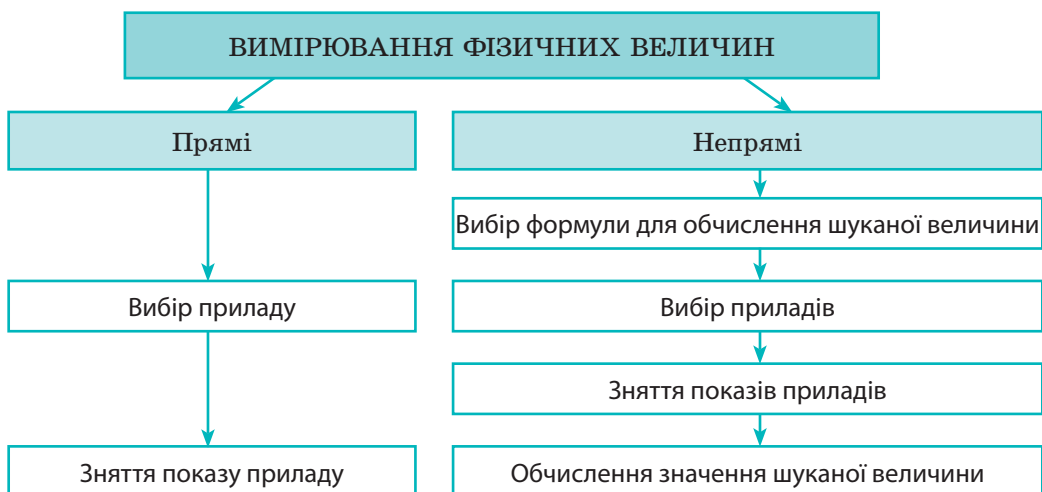 ВИМІРЮВАННЯ ФІЗИЧНИХ ВЕЛИЧИН
Прямі
Непрямі
Вибір формули для обчислення шуканої величини
Вибір приладу
Вибір приладів
Зняття показів приладів
Зняття показу приладу
Обчислення значення шуканої величини